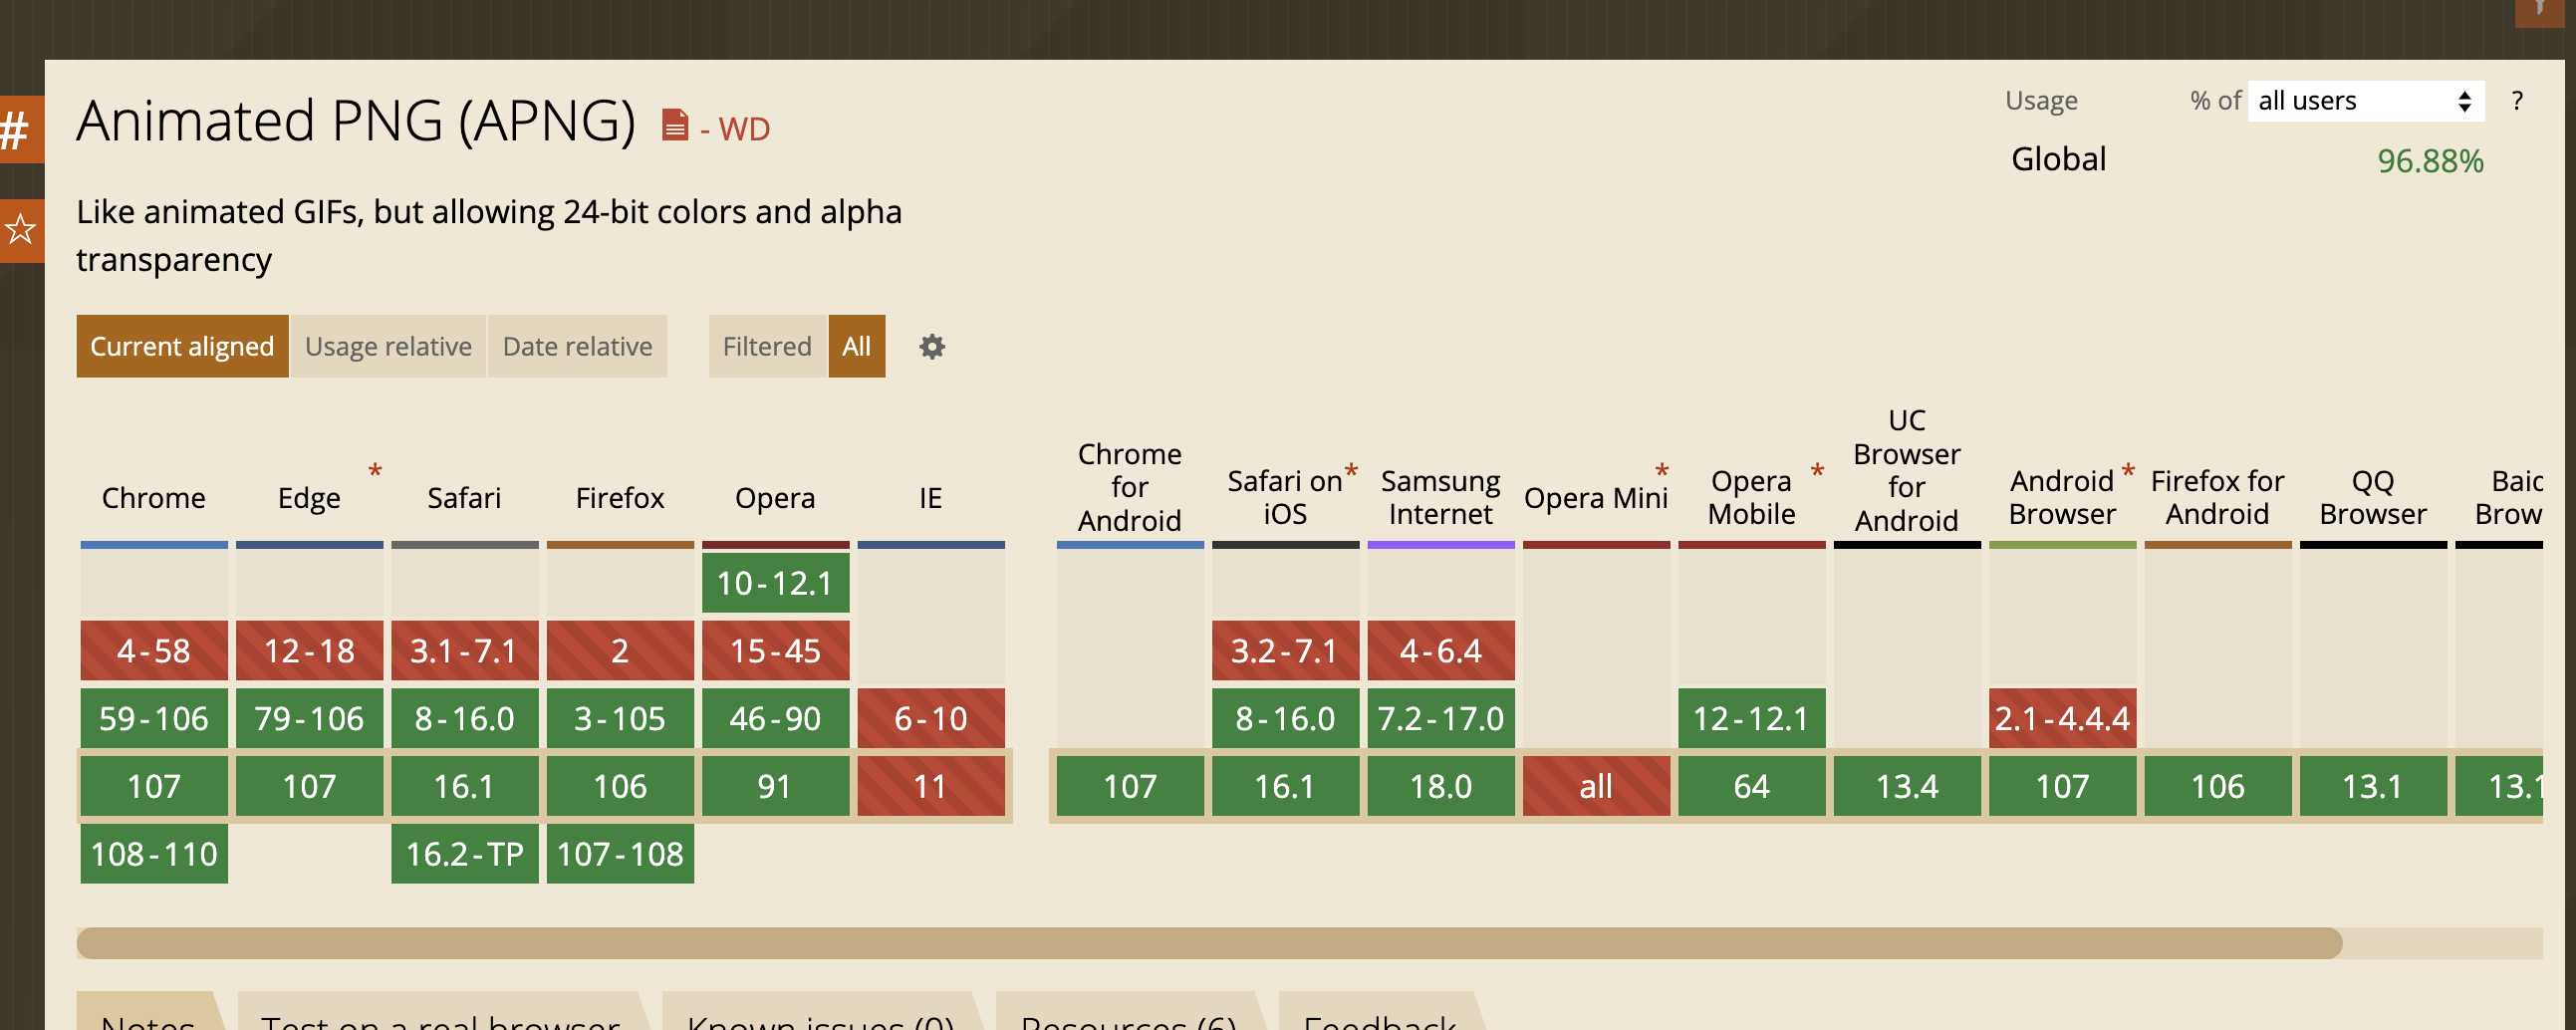 #
Animated PNG (APNG) - WD
Usage % of all users ?
Global 96.88%
Like animated GIFs, but allowing 24-bit colors and alpha
transparency
Current aligned Usage relative Date relative Filtered All
Chrome
Edge *
Safari
Firefox
Opera
IE
Chrome
for
Android
Safari on *
iOS
Samsung
Internet
Opera Mini *
Opera *
Mobile
UC
Browser
for
Android
Android *
Browser
Firefox for
Android
QQ
Browser
10-12.1
4-58 12-18 3.1-7.1 2 15-45 3.2-7.1 4-6.4
59-106 79-106 8-16.0 3-105 46-90 6-10 8-16.0 7.2-17.0 12-12.1 2.1-4.4.4
107 107 16.1 106 91 11 107 16.1 18.0 all 64 13.4 107 106 13.1
108-110 16.2-TP 107-108
Notes Test on a real browser Known issues (0) Resources (6) Feedback